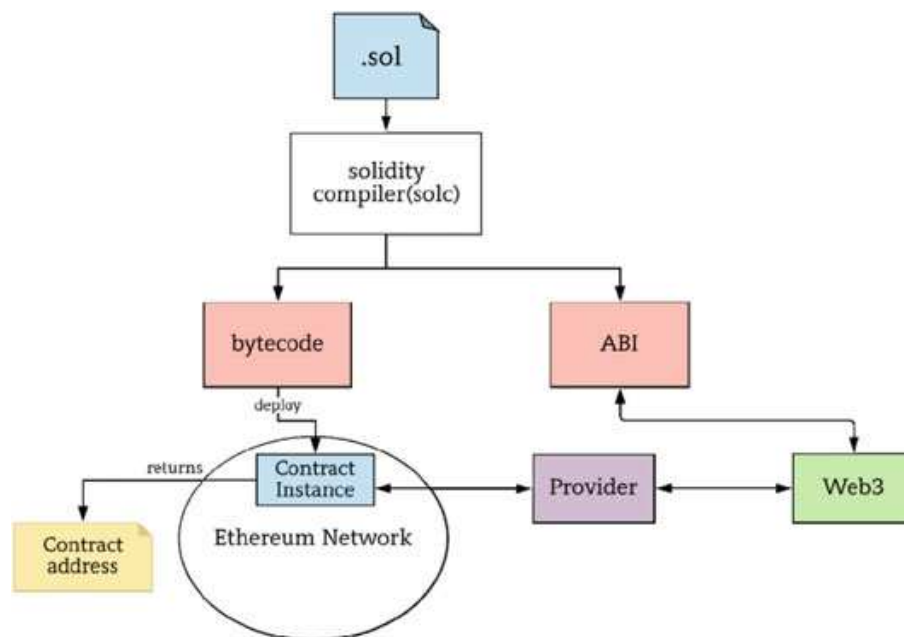 .sol
solidity
compiler(solc)
bytecode
ABI
deploy
returns
Contract
Instance
Provider
Web3
Ethereum Network
Contract
address